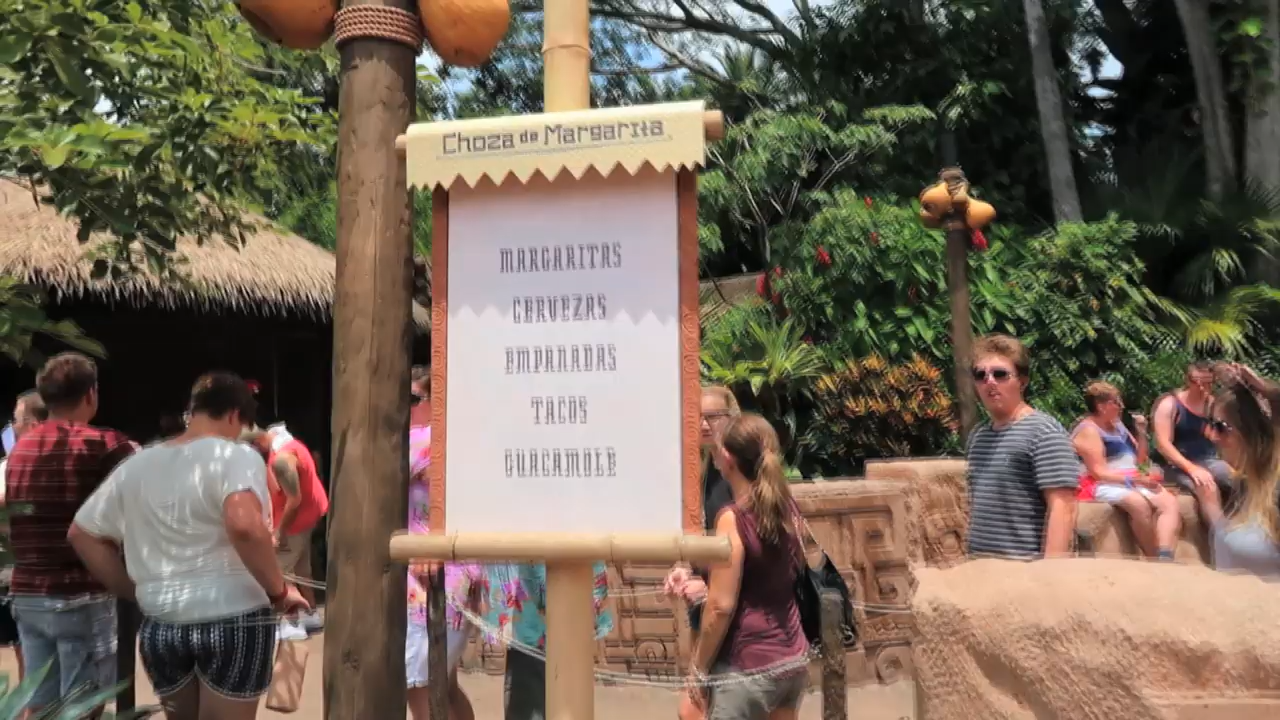 Choza de Margarita
MARGARITAS
CERVEZAS
EMPANADAS
TACOS
GUACAMOLE